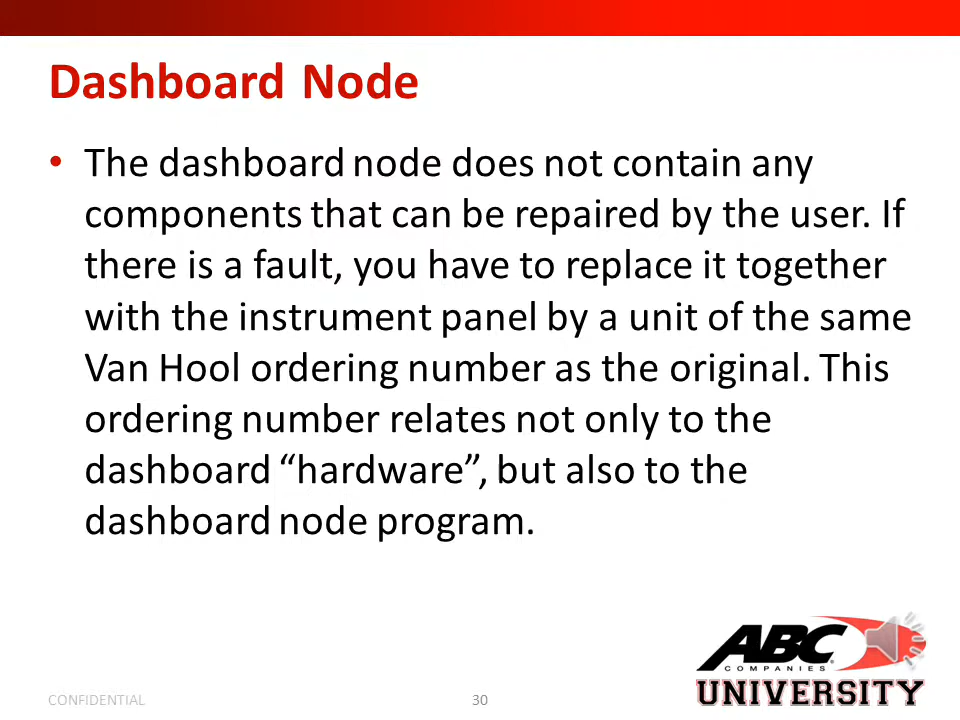 Dashboard Node
• The dashboard node does not contain any
components that can be repaired by the user. If
there is a fault, you have to replace it together
with the instrument panel by a unit of the same
Van Hool ordering number as the original. This
ordering number relates not only to the
dashboard “hardware”, but also to the
dashboard node program.
ABC
COMPANIES
UNIVERSITY
CONFIDENTIAL
30